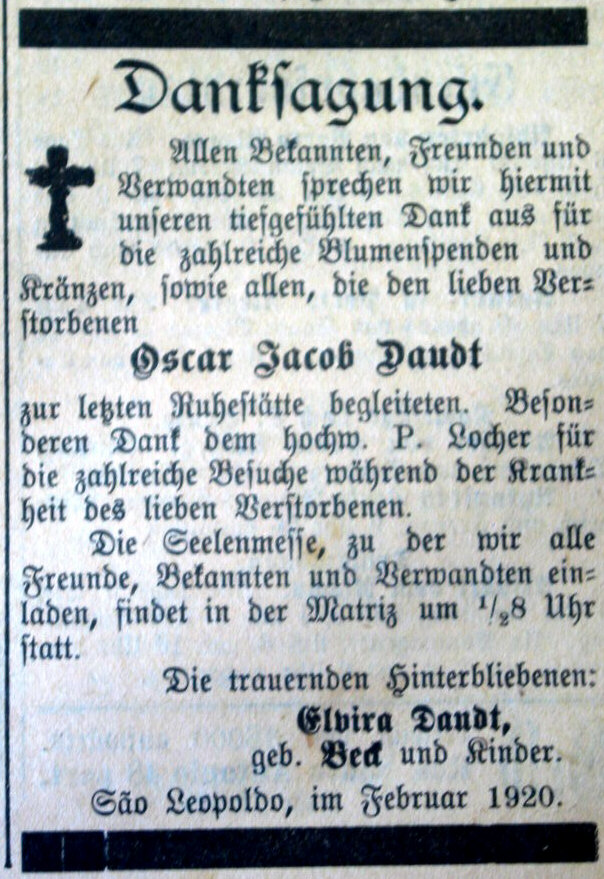 Danksagung.
Allen Bekannten, Freunden und
Verwandten sprechen wir hiermit
unseren tiefgefühlten Dank aus für
die zahlreiche Blumenspenden und
Kränzen, sowie allen, die den lieben Ver-
storbenen
Oscar Jacob Daudt
zur letzten Ruhestätte begleiteten. Beson-
deren Dank dem hochw. P. Locher für
die zahlreiche Besuche während der Krank-
heit des lieben Verstorbenen.
Die Seelenmesse, zu der wir alle
Freunde, Bekannten und Verwandten ein-
laden, findet in der Matriz um 1/28 Uhr
statt.
Die trauernden Hinterbliebenen:
Elvira Daudt,
geb. Beck und Kinder.
São Leopoldo, im Februar 1920.